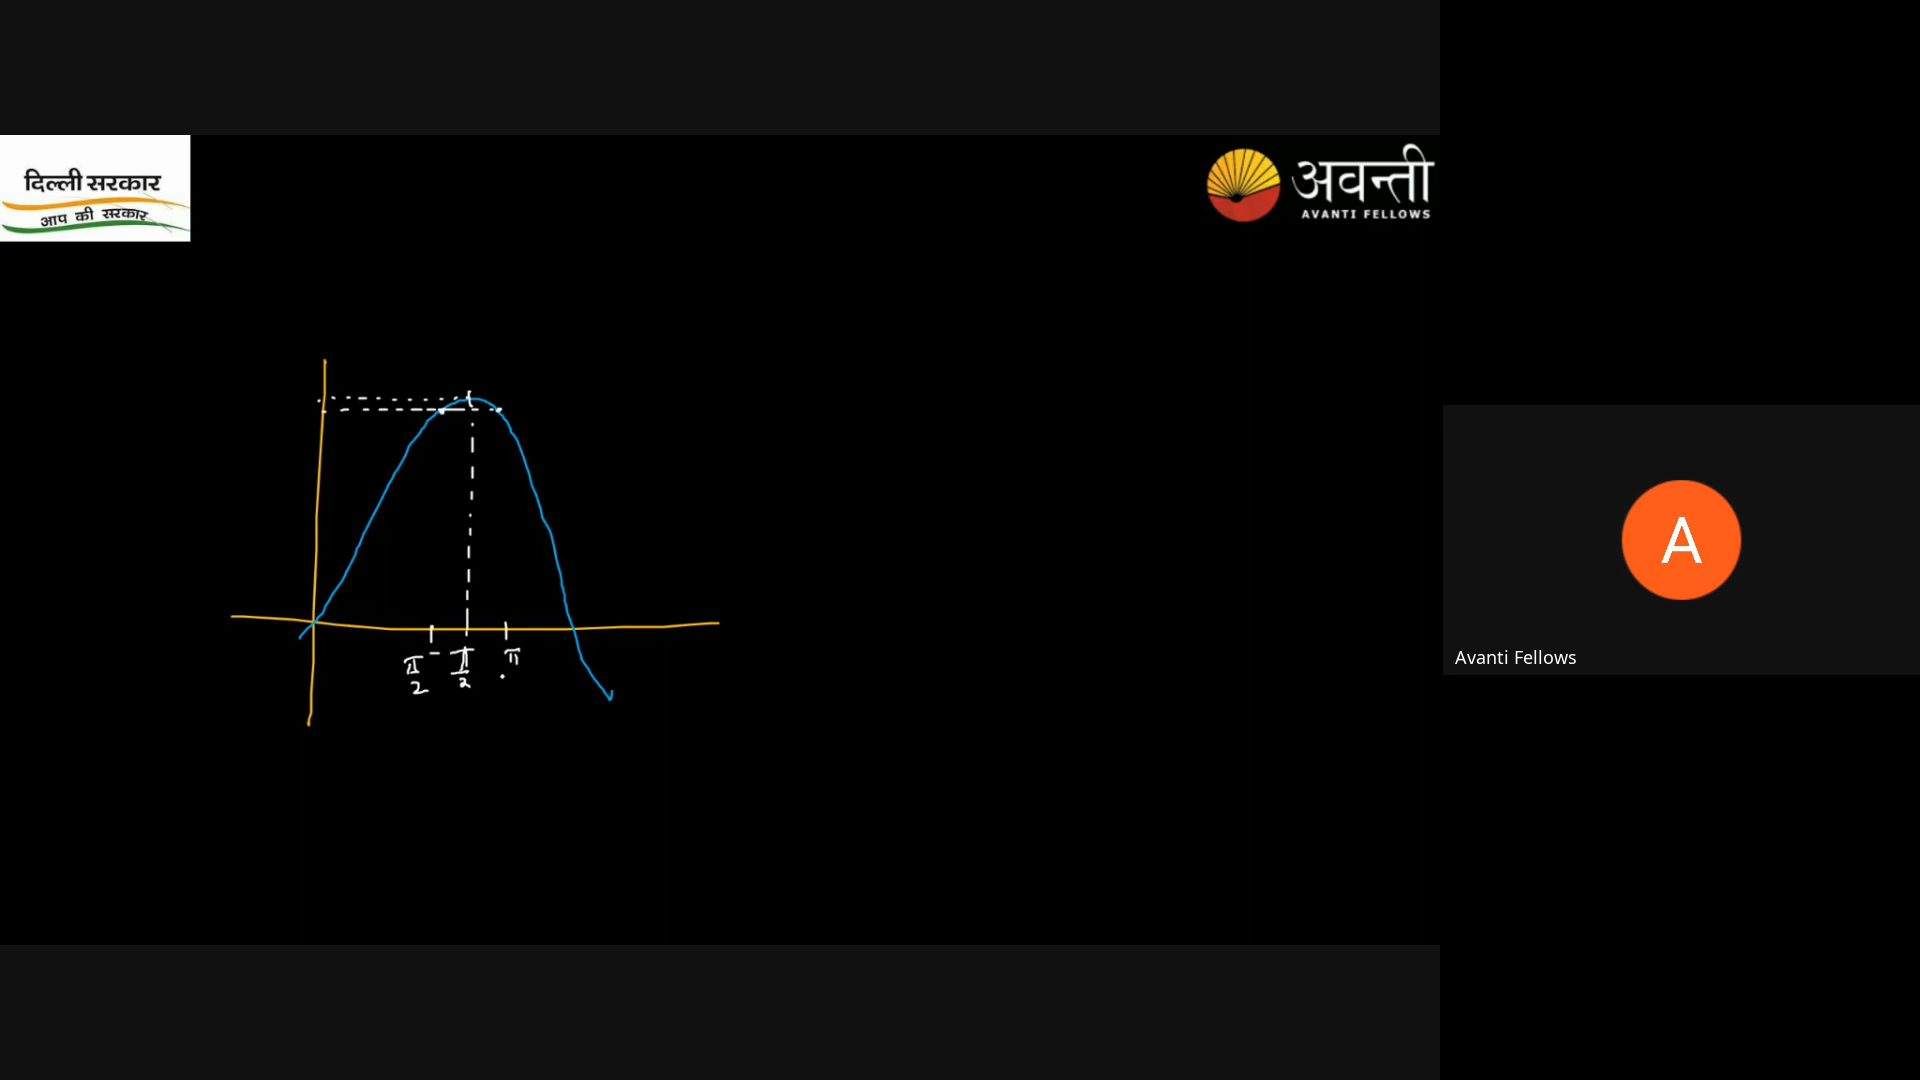 दिल्ली सरकार
आप की सरकार
अवन्ती
AVANTI FELLOWS
π/2 - π/2 π
A
Avanti Fellows